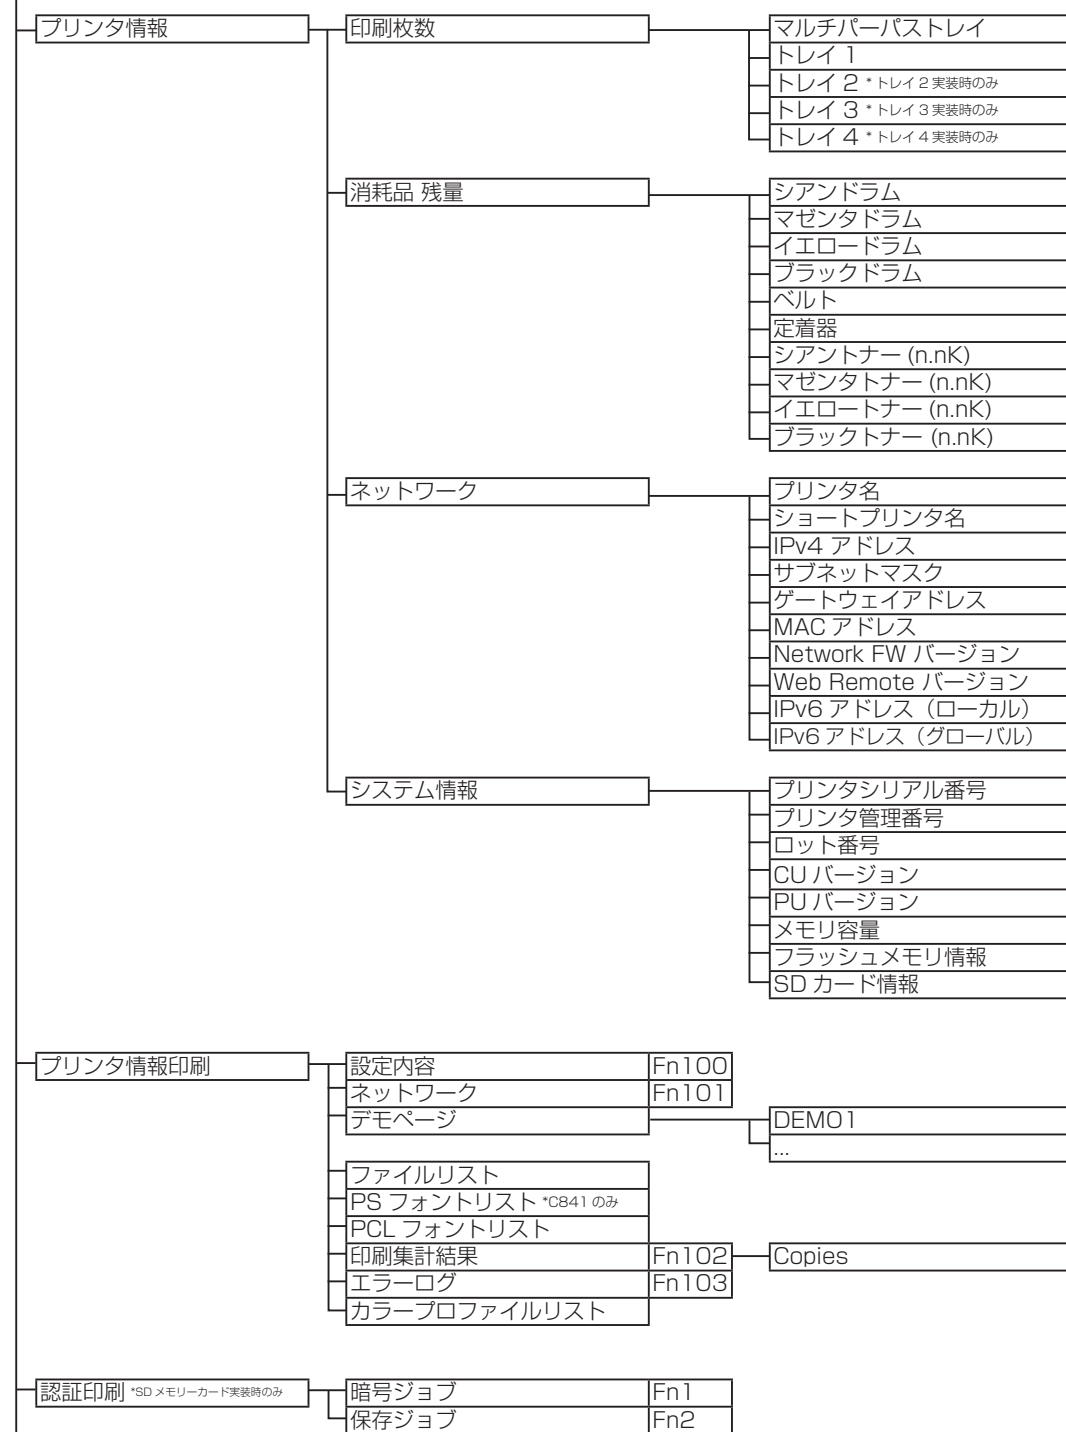 プリンタ情報
印刷枚数
マルチパーパストレイ
トレイ 1
トレイ 2 * トレイ 2 実装時のみ
トレイ 3 * トレイ 3 実装時のみ
トレイ 4 * トレイ 4 実装時のみ
消耗品 残量
シアンドラム
マゼンタドラム
イエロードラム
ブラックドラム
ベルト
定着器
シアントナー (n.nK)
マゼンタトナー (n.nK)
イエロートナー (n.nK)
ブラックトナー (n.nK)
ネットワーク
プリンタ名
ショートプリンタ名
IPv4 アドレス
サブネットマスク
ゲートウェイアドレス
MAC アドレス
Network FW バージョン
Web Remote バージョン
IPv6 アドレス（ローカル）
IPv6 アドレス（グローバル）
システム情報
プリンタシリアル番号
プリンタ管理番号
ロット番号
CU バージョン
PU バージョン
メモリ容量
フラッシュメモリ情報
SD カード情報
プリンタ情報印刷
設定内容 Fn100
ネットワーク Fn101
デモページ
DEMO1
...
ファイルリスト
PS フォントリスト *C841 のみ
PCL フォントリスト
印刷集計結果 Fn102 Copies
エラーログ Fn103
カラープロファイルリスト
認証印刷 *SD メモリーカード実装時のみ
暗号ジョブ Fn1
保存ジョブ Fn2